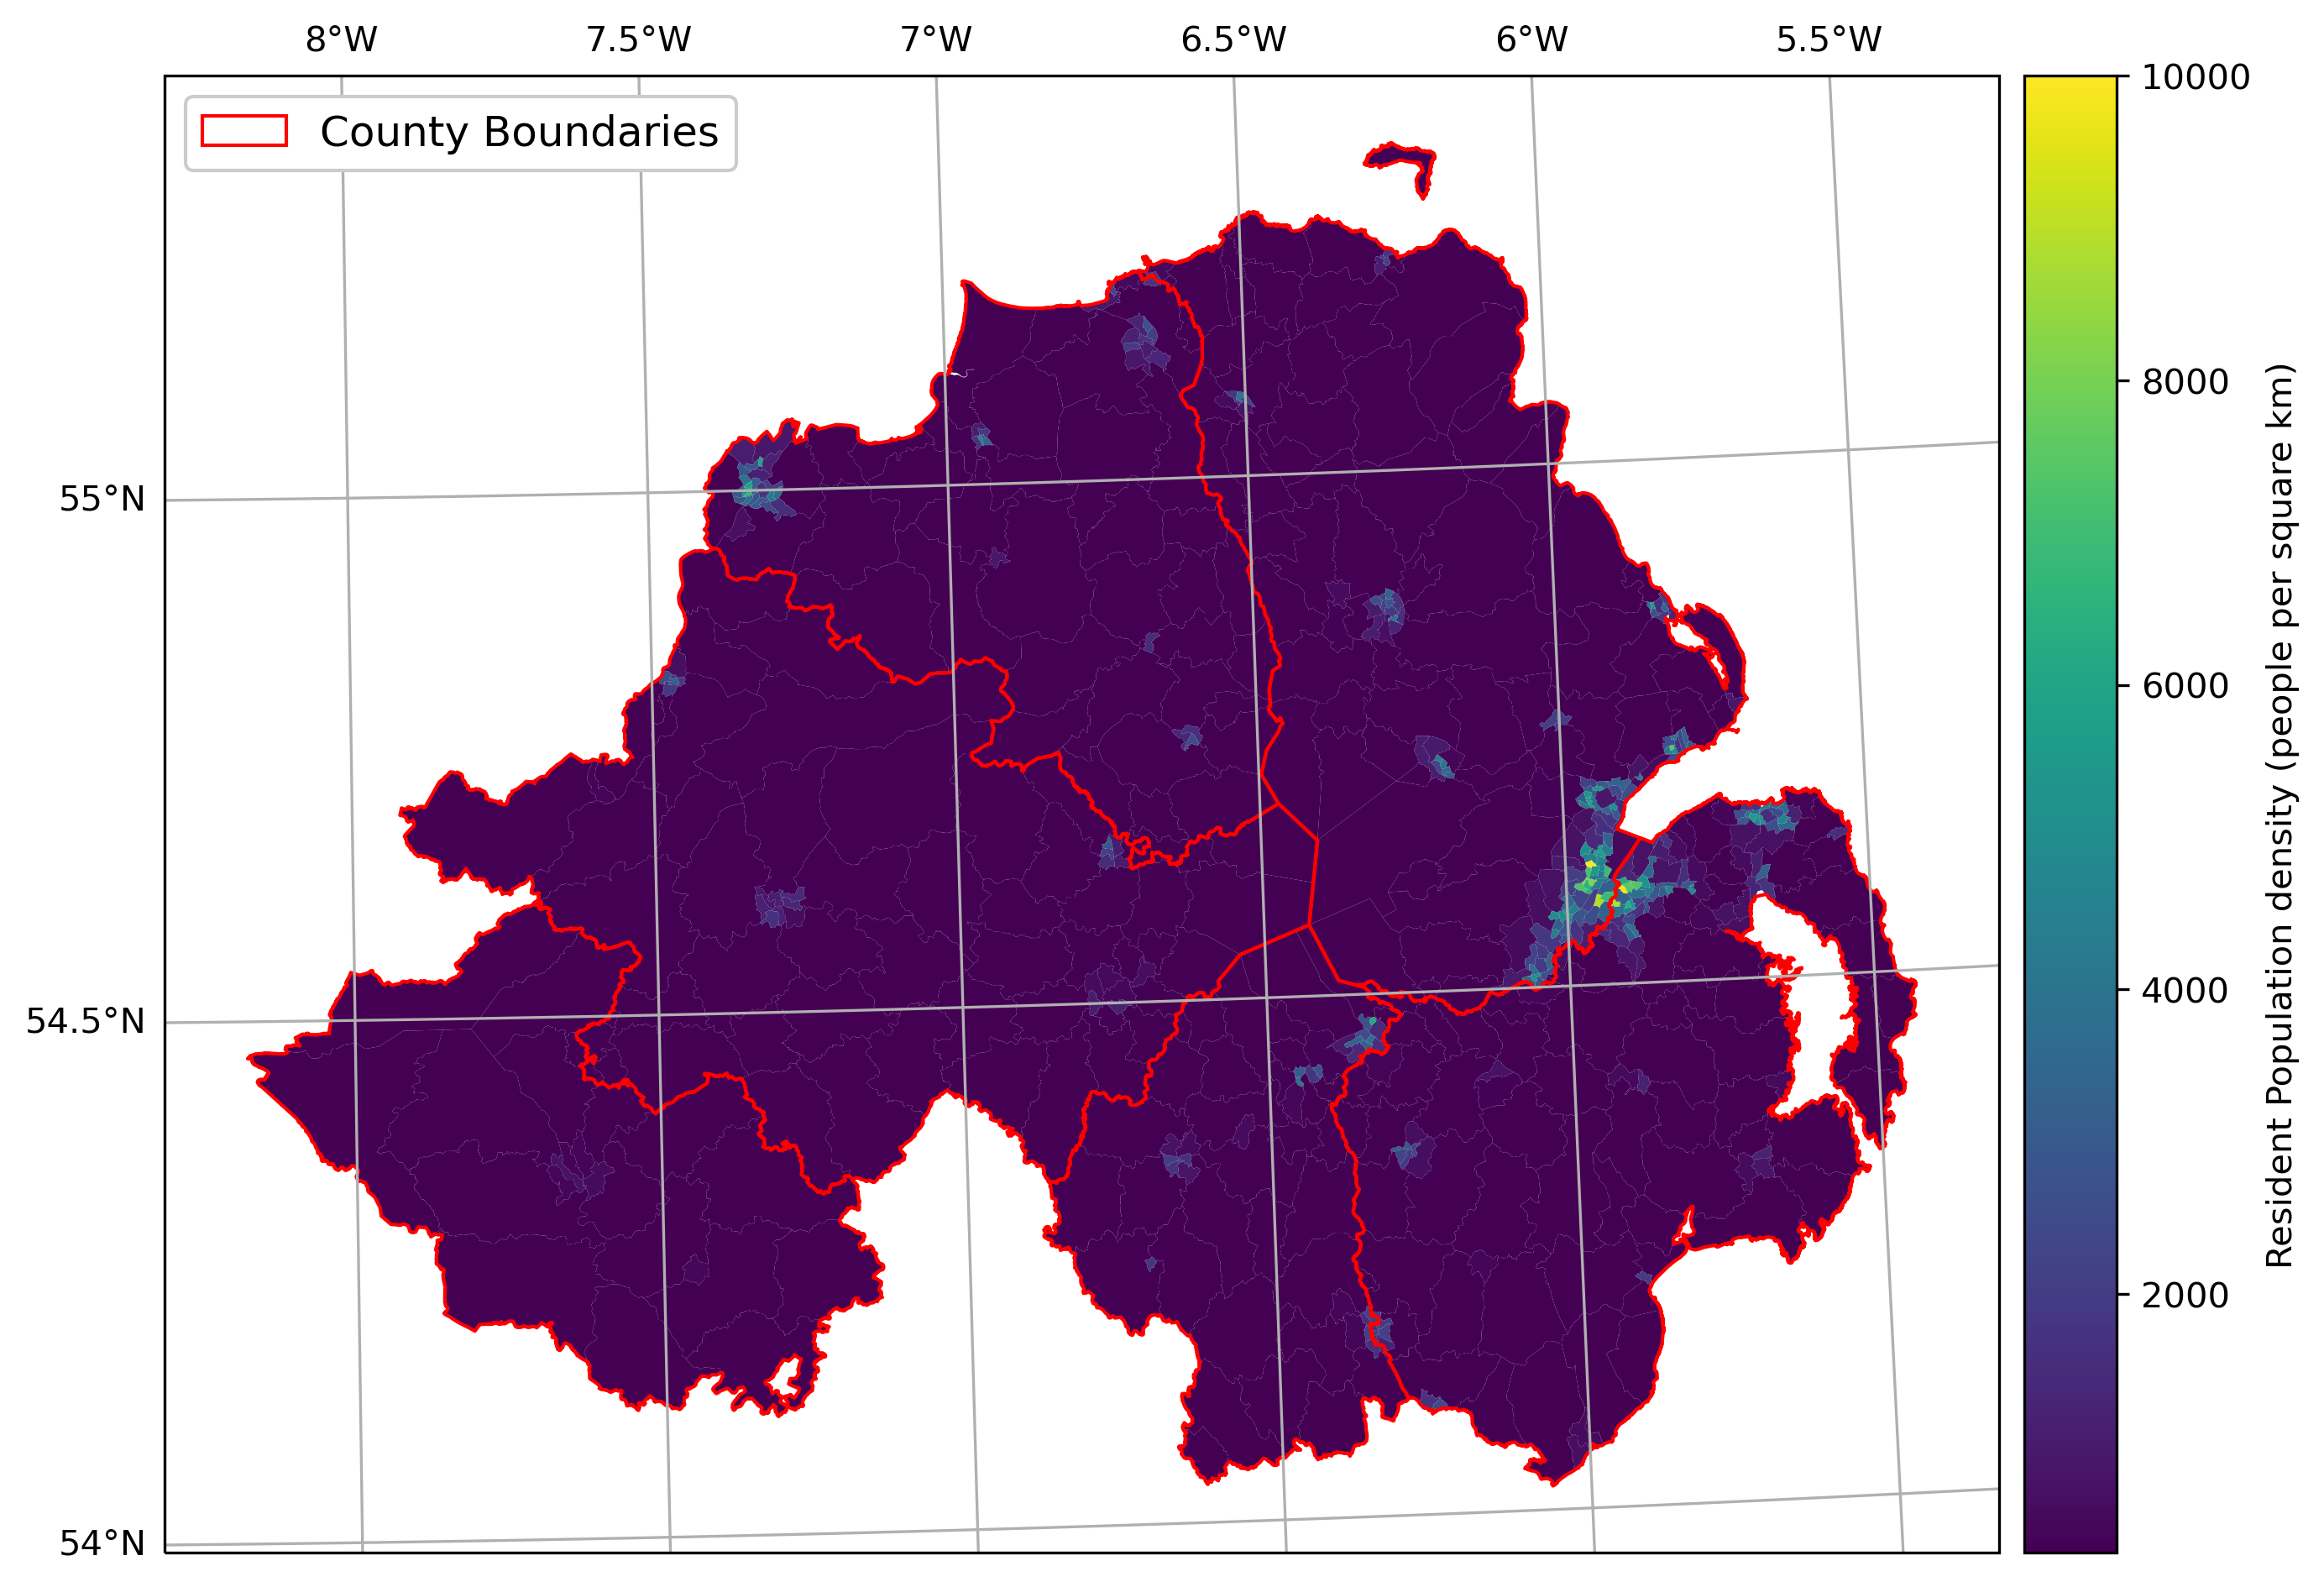 8°W 7.5°W 7°W 6.5°W 6°W 5.5°W
County Boundaries
55°N
54.5°N
54°N
10000
8000
6000
4000
2000
Resident Population density (people per square km)